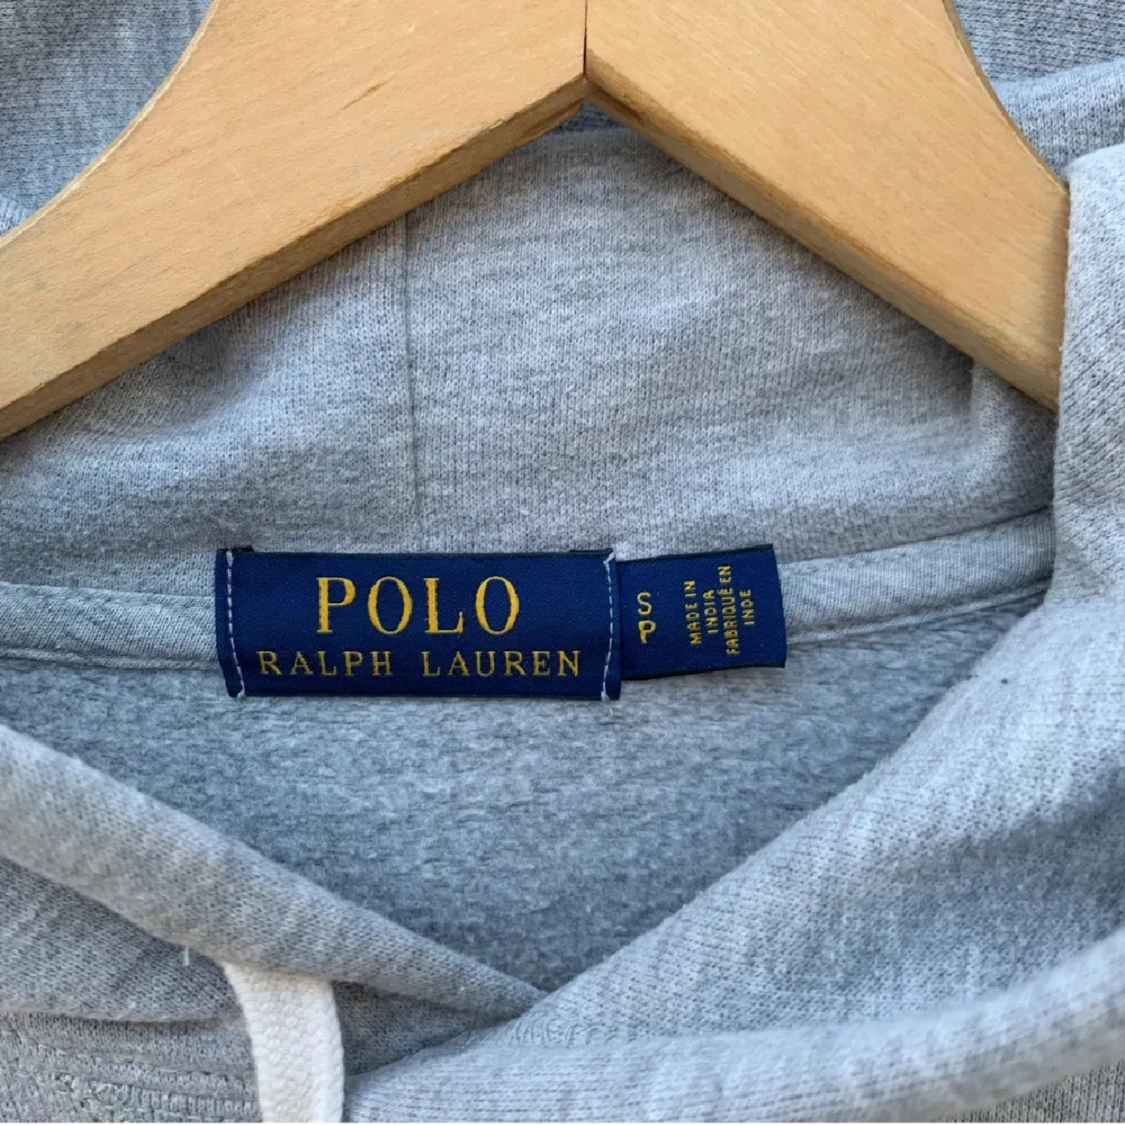 POLO
RALPH LAUREN
S
P
MADE IN
INDIA
FABRIQUÉ EN
INDE